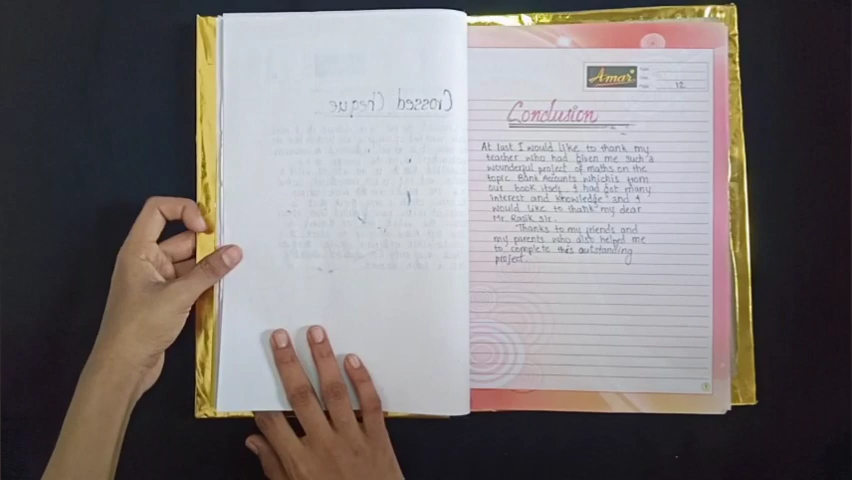 Crossed Cheque
Amar
12
Conclusion
At last I would like to thank my
teacher who had given me such a
wounderful project of maths on the
topic Bank Accounts which is from
our book itself. I had got many
interest and knowledge and I
would like to thank my dear
Mr. Rasik sir.
Thanks to my friends and
my parents who also helped me
to complete this outstanding
project.